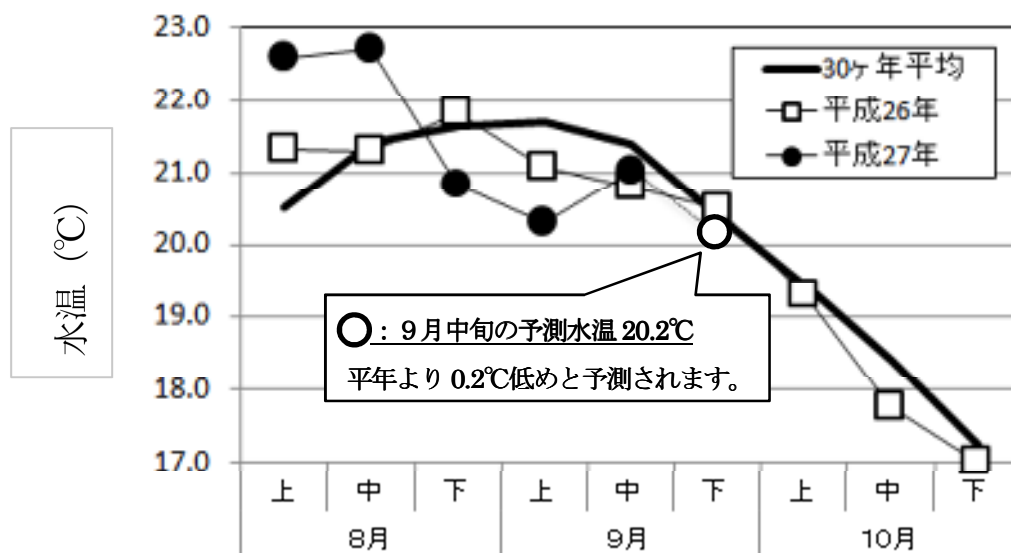 水温 (℃)
23.0
22.0
21.0
20.0
19.0
18.0
17.0
30ヶ年平均
平成26年
平成27年
：９月中旬の予測水温 20.2℃
平年より 0.2℃低めと予測されます。
上 中 下 上 中 下 上 中 下
8月 9月 10月